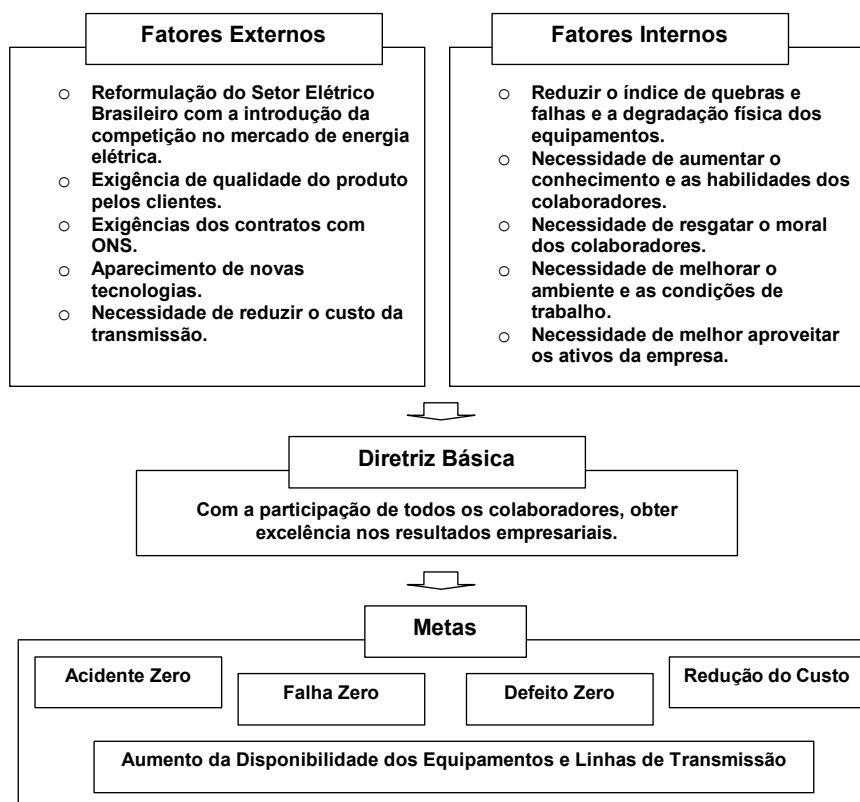 Fatores Externos
○ Reformulação do Setor Elétrico
Brasileiro com a introdução da
competição no mercado de energia
elétrica.
○ Exigência de qualidade do produto
pelos clientes.
○ Exigências dos contratos com
ONS.
○ Aparecimento de novas
tecnologias.
○ Necessidade de reduzir o custo da
transmissão.
Fatores Internos
○ Reduzir o índice de quebras e
falhas e a degradação física dos
equipamentos.
○ Necessidade de aumentar o
conhecimento e as habilidades dos
colaboradores.
○ Necessidade de resgatar o moral
dos colaboradores.
○ Necessidade de melhorar o
ambiente e as condições de
trabalho.
○ Necessidade de melhor aproveitar
os ativos da empresa.
Diretriz Básica
Com a participação de todos os colaboradores, obter
excelência nos resultados empresariais.
Metas
Acidente Zero
Falha Zero
Defeito Zero
Redução do Custo
Aumento da Disponibilidade dos Equipamentos e Linhas de Transmissão